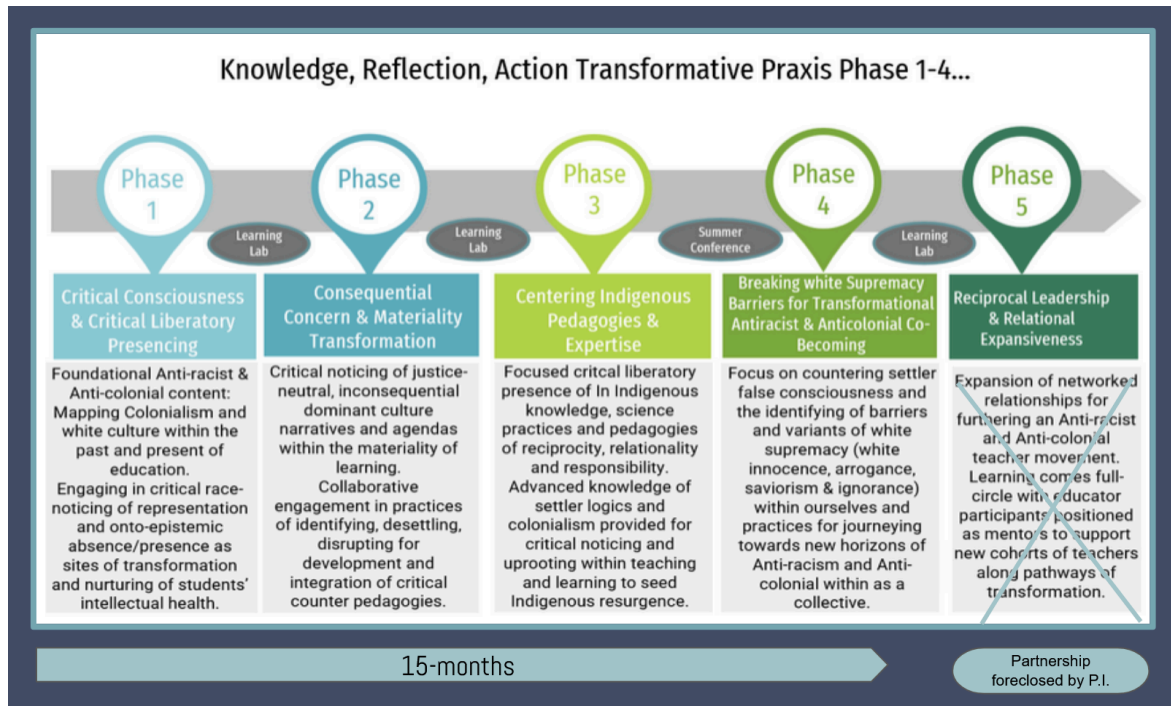 Knowledge, Reflection, Action Transformative Praxis Phase 1-4...
Phase
1
Phase
2
Phase
3
Phase
4
Phase
5
Learning
Lab
Learning
Lab
Summer
Conference
Learning
Lab
Critical Consciousness
& Critical Liberatory
Presencing
Foundational Anti-racist &
Anti-colonial content:
Mapping Colonialism and
white culture within the
past and present of
education.
Engaging in critical race-
noticing of representation
and onto-epistemic
absence/presence as
sites of transformation
and nurturing of students'
intellectual health.
Consequential
Concern & Materiality
Transformation
Critical noticing of justice-
neutral, inconsequential
dominant culture
narratives and agendas
within the materiality of
learning.
Collaborative
engagement in practices
of identifying, desettling,
disrupting for
development and
integration of critical
counter pedagogies.
Centering Indigenous
Pedagogies &
Expertise
Focused critcal liberatory
presence of In Indigenous
knowledge, science
practices and pedagogies
of reciprocity, relationality
and responsibility.
Advanced knowledge of
settler logics and
colonialism provided for
critical noticing and
uprooting within teaching
and learning to seed
Indigenous resurgence.
Breaking white Supremacy
Barriers for Transformational
Antiracist & Anticolonial Co-
Becoming
Focus on countering settler
false consciousness and
the identifying of barriers
and variants of white
supremacy (white
innocence, arrogance,
saviorism & ignorance)
within ourselves and
practices for journeying
towards new horizons of
Anti-racism and Anti-
colonial within as a
collective.
Reciprocal Leadership
& Relational
Expansiveness
Expansion of networked
relationships for
furthering an Anti-racist
and Anti-colonial
teacher movement.
Learning comes full-
circle with educator
participants positioned
as mentors to support
new cohorts of teachers
along pathways of
transformation.
15-months
Partnership
foreclosed by P.I.